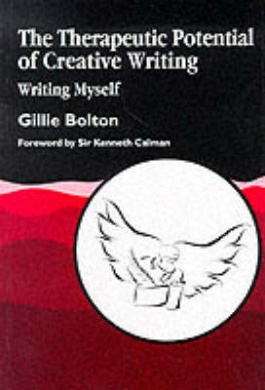 The Therapeutic Potential
of Creative Writing
Writing Myself
Gillie Bolton
Foreword by Sir Kenneth Calman